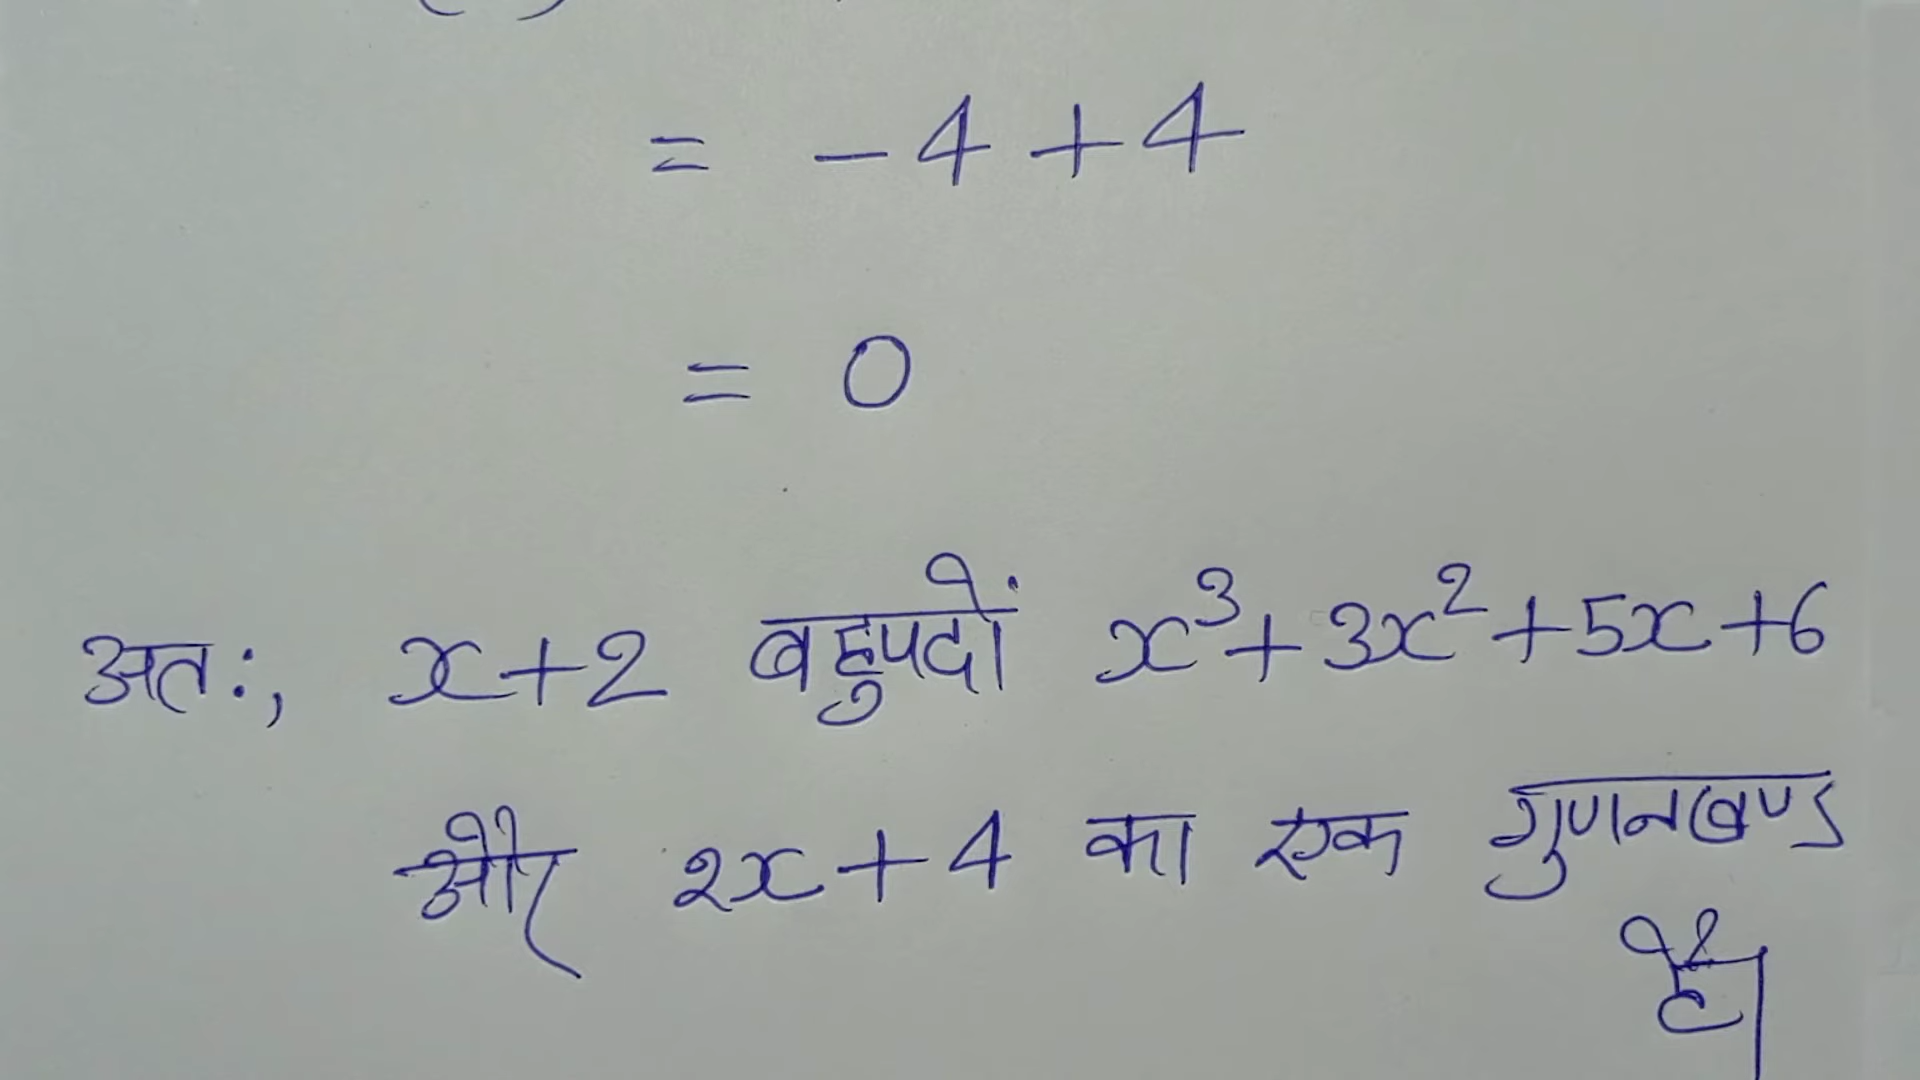 = -4+4
= 0
अतः, x+2 बहुपदों x³+3x²+5x+6
और 2x+4 का एक गुणनखण्ड
है।